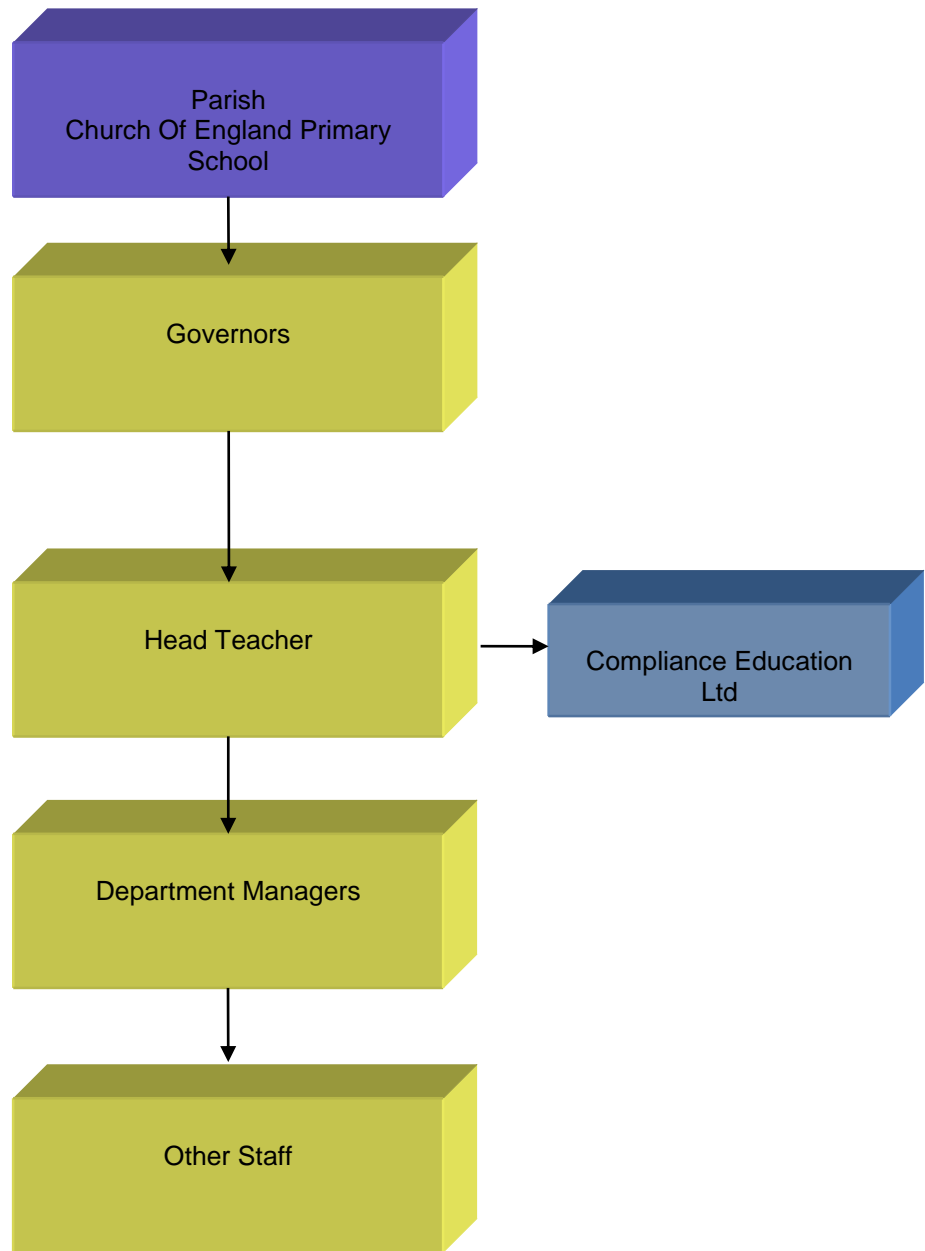 Parish
Church Of England Primary
School
Governors
Head Teacher
Compliance Education
Ltd
Department Managers
Other Staff